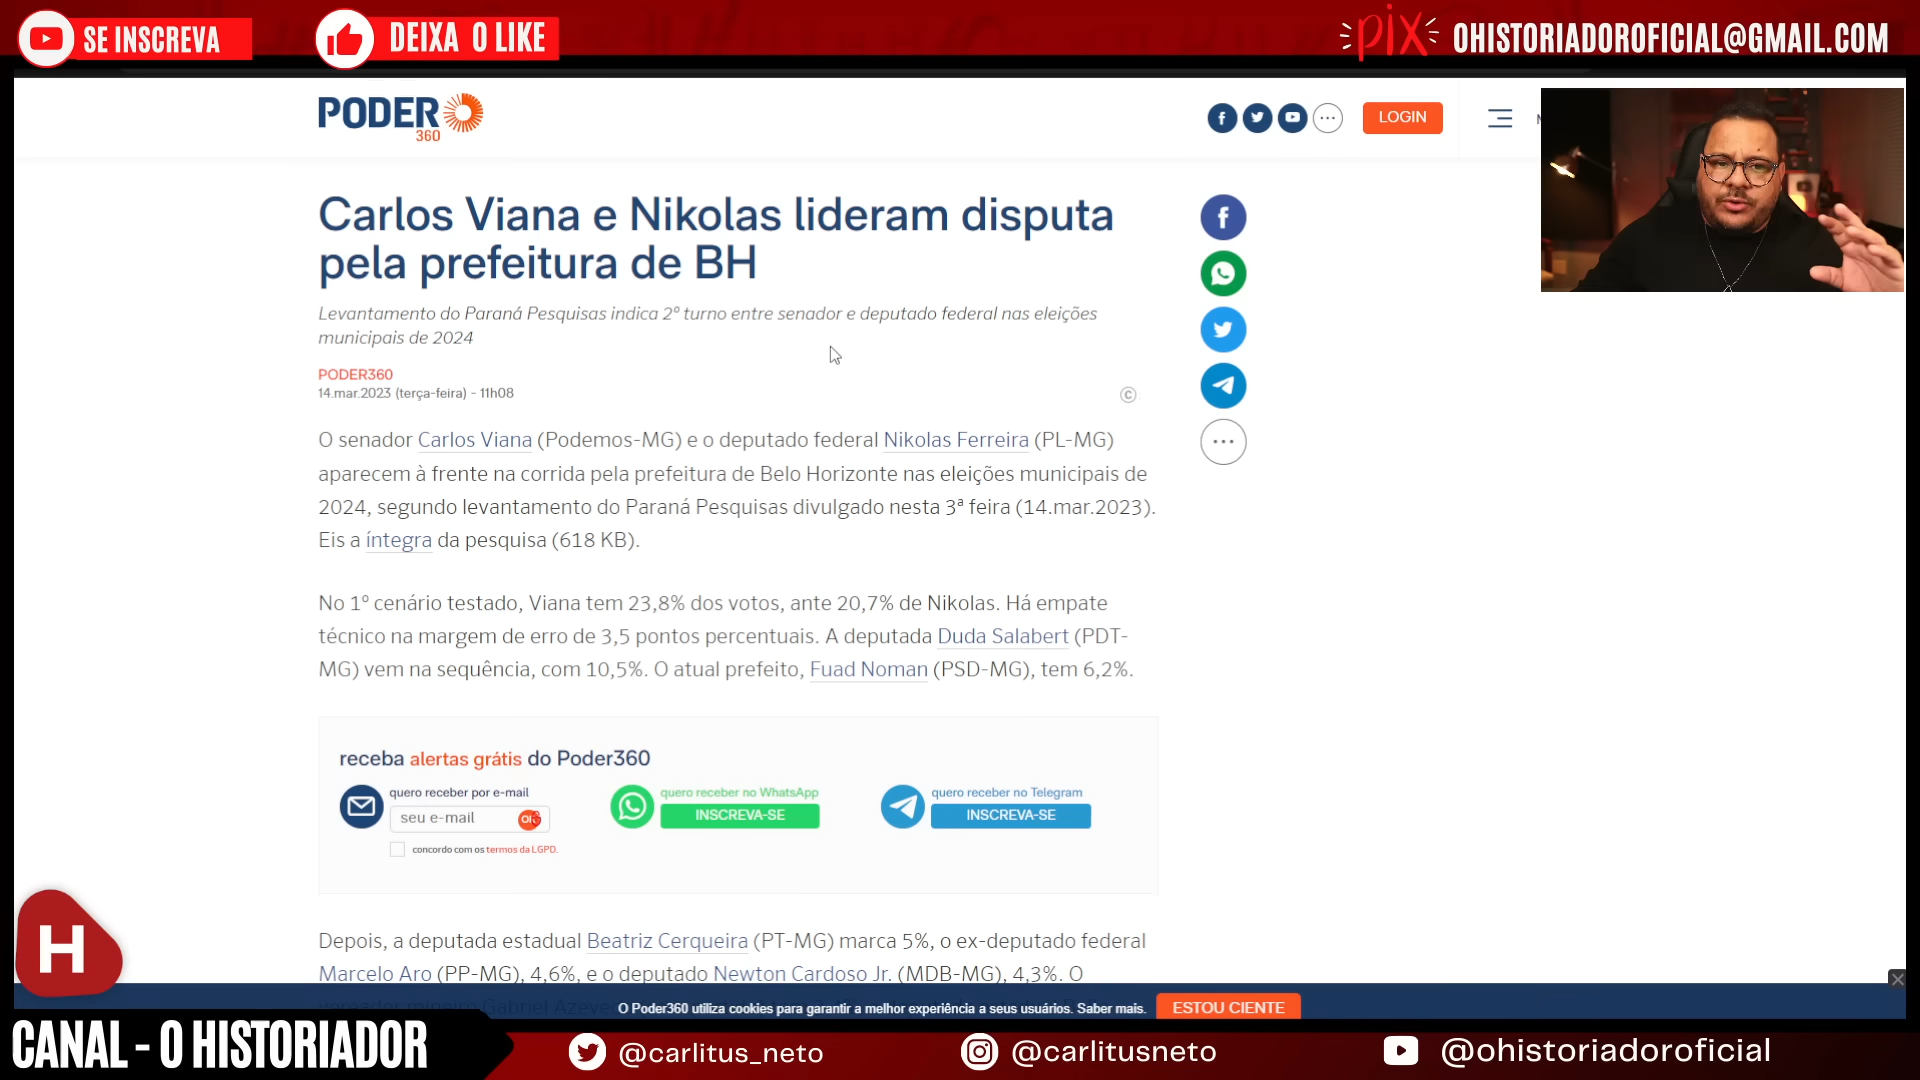 SE INSCREVA
DEIXA O LIKE
PIX
OHISTORIADOROFICIAL@GMAIL.COM
PODER
360
LOGIN
Carlos Viana e Nikolas lideram disputa
pela prefeitura de BH
Levantamento do Paraná Pesquisas indica 2º turno entre senador e deputado federal nas eleições
municipais de 2024
PODER360
14.mar.2023 (terça-feira) - 11h08
©
O senador Carlos Viana (Podemos-MG) e o deputado federal Nikolas Ferreira (PL-MG)
aparecem à frente na corrida pela prefeitura de Belo Horizonte nas eleições municipais de
2024, segundo levantamento do Paraná Pesquisas divulgado nesta 3ª feira (14.mar.2023).
Eis a íntegra da pesquisa (618 KB).
No 1º cenário testado, Viana tem 23,8% dos votos, ante 20,7% de Nikolas. Há empate
técnico na margem de erro de 3,5 pontos percentuais. A deputada Duda Salabert (PDT-
MG) vem na sequência, com 10,5%. O atual prefeito, Fuad Noman (PSD-MG), tem 6,2%.
receba alertas grátis do Poder360
quero receber por e-mail
seu e-mail
concordo com os termos da LGPD.
quero receber no WhatsApp
INSCREVA-SE
quero receber no Telegram
INSCREVA-SE
Depois, a deputada estadual Beatriz Cerqueira (PT-MG) marca 5%, o ex-deputado federal
Marcelo Aro (PP-MG), 4,6%, e o deputado Newton Cardoso Jr. (MDB-MG), 4,3%. O
vereador mineiro Gabriel Azeve
O Poder360 utiliza cookies para garantir a melhor experiência a seus usuários. Saber mais.
ESTOU CIENTE
H
CANAL - O HISTORIADOR
@carlitus_neto
@carlitusneto
@ohistoriadoroficial